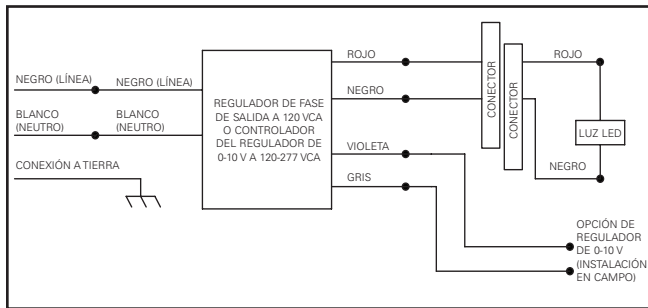 NEGRO (LÍNEA)
NEGRO (LÍNEA)
BLANCO
(NEUTRO)
BLANCO
(NEUTRO)
CONEXIÓN A TIERRA
REGULADOR DE FASE
DE SALIDA A 120 VCA
O CONTROLADOR
DEL REGULADOR DE
0-10 V A 120-277 VCA
ROJO
NEGRO
VIOLETA
GRIS
CONECTOR
CONECTOR
ROJO
LUZ LED
NEGRO
OPCIÓN DE
REGULADOR
DE 0-10 V
(INSTALACIÓN
EN CAMPO)